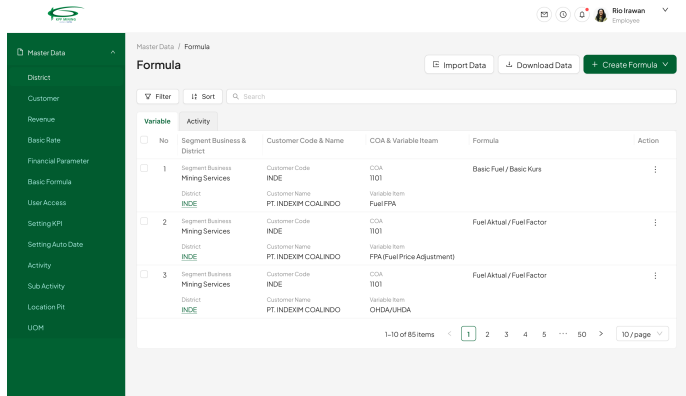 KPP MINING
Rio Irawan
Employee
Master Data
District
Customer
Revenue
Basic Rate
Financial Parameter
Basic Formula
User Access
Setting KPI
Setting Auto Date
Activity
Sub Activity
Location Pit
UOM
Master Data / Formula
Formula
Import Data
Download Data
+ Create Formula
Filter
Sort
Search
Variable
Activity
No
Segment Business & District
Customer Code & Name
COA & Variable Iteam
Formula
Action
1
Segment Business
Mining Services
District
INDE
Customer Code
INDE
Customer Name
PT. INDEXIM COALINDO
COA
1101
Variable Item
Fuel FPA
Basic Fuel / Basic Kurs
2
Segment Business
Mining Services
District
INDE
Customer Code
INDE
Customer Name
PT. INDEXIM COALINDO
COA
1101
Variable Item
FPA (Fuel Price Adjustment)
Fuel Aktual / Fuel Factor
3
Segment Business
Mining Services
District
INDE
Customer Code
INDE
Customer Name
PT. INDEXIM COALINDO
COA
1101
Variable Item
OHDA/UHDA
Fuel Aktual / Fuel Factor
1-10 of 85 items < 1 2 3 4 5 ··· 50 > 10 / page